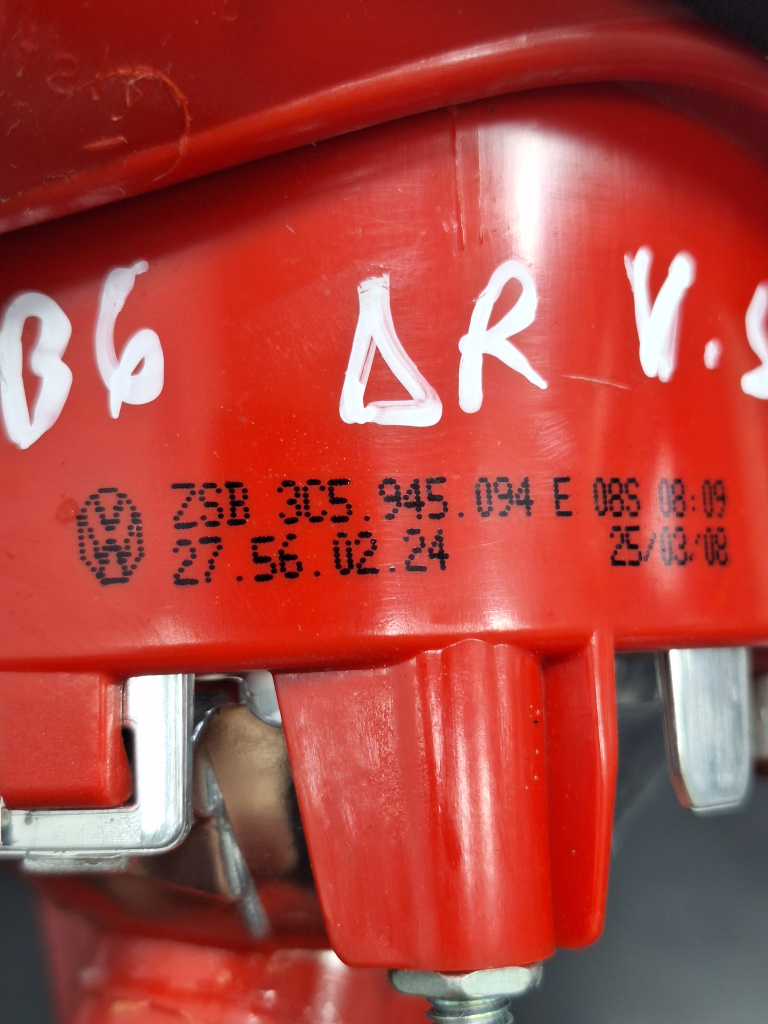 B6 ΔR V.S
ZSB 3C5.945.094 E 08S 08:09
27.56.02.24 25/03/08